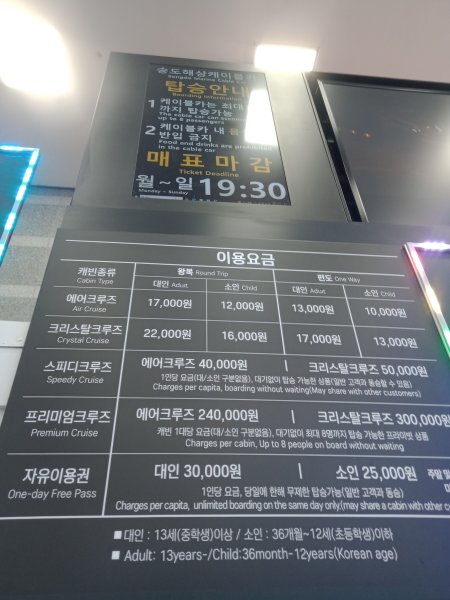 송도해상케이블카
Songdo Marine Cable
탑승안내
Boarding Information
1 케이블카는 최대
까지 탑승가능
The cable car can
up to 8 passengers
2 케이블카 내
반입 금지
Food and drinks are prohibited
in the cable car
매표마감
Ticket Deadline
월~일 19:30
Monday ~ Sunday
이용요금
캐빈종류 왕복 Round Trip 편도 One Way
Cabin Type 대인 Adult 소인 Child 대인 Adult 소인 Child
에어크루즈 17,000원 12,000원 13,000원 10,000원
Air Cruise
크리스탈크루즈 22,000원 16,000원 17,000원 13,000원
Crystal Cruise
스피디크루즈 에어크루즈 40,000원 크리스탈크루즈 50,000원
Speedy Cruise 1인당 요금(대/소인 구분없음), 대기없이 탑승 가능한 상품(일반 고객과 동승할 수 있음)
Charges per capita, boarding without waiting(May share with other customers)
프리미엄크루즈 에어크루즈 240,000원 크리스탈크루즈 300,000원
Premium Cruise 캐빈 1대당 요금(대/소인 구분없음), 대기없이 최대 8명까지 탑승 가능한 프라이빗 상품
Charges per cabin, Up to 8 people on board without waiting
자유이용권 대인 30,000원 소인 25,000원 주말 및
One-day Free Pass 1인당 요금, 당일에 한해 무제한 탑승가능(일반 고객과 동승)
Charges per capita, unlimited boarding on the same day only.(may share a cabin with other
■ 대인 : 13세(중학생)이상 / 소인 : 36개월~12세(초등학생)이하
■ Adult: 13years-/Child:36month-12years(Korean age)